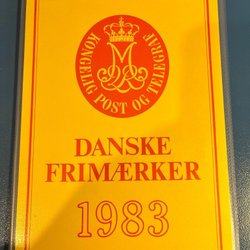 KONGELIG POST OG TELEGRAF
DANSKE
FRIMÆRKER
1983